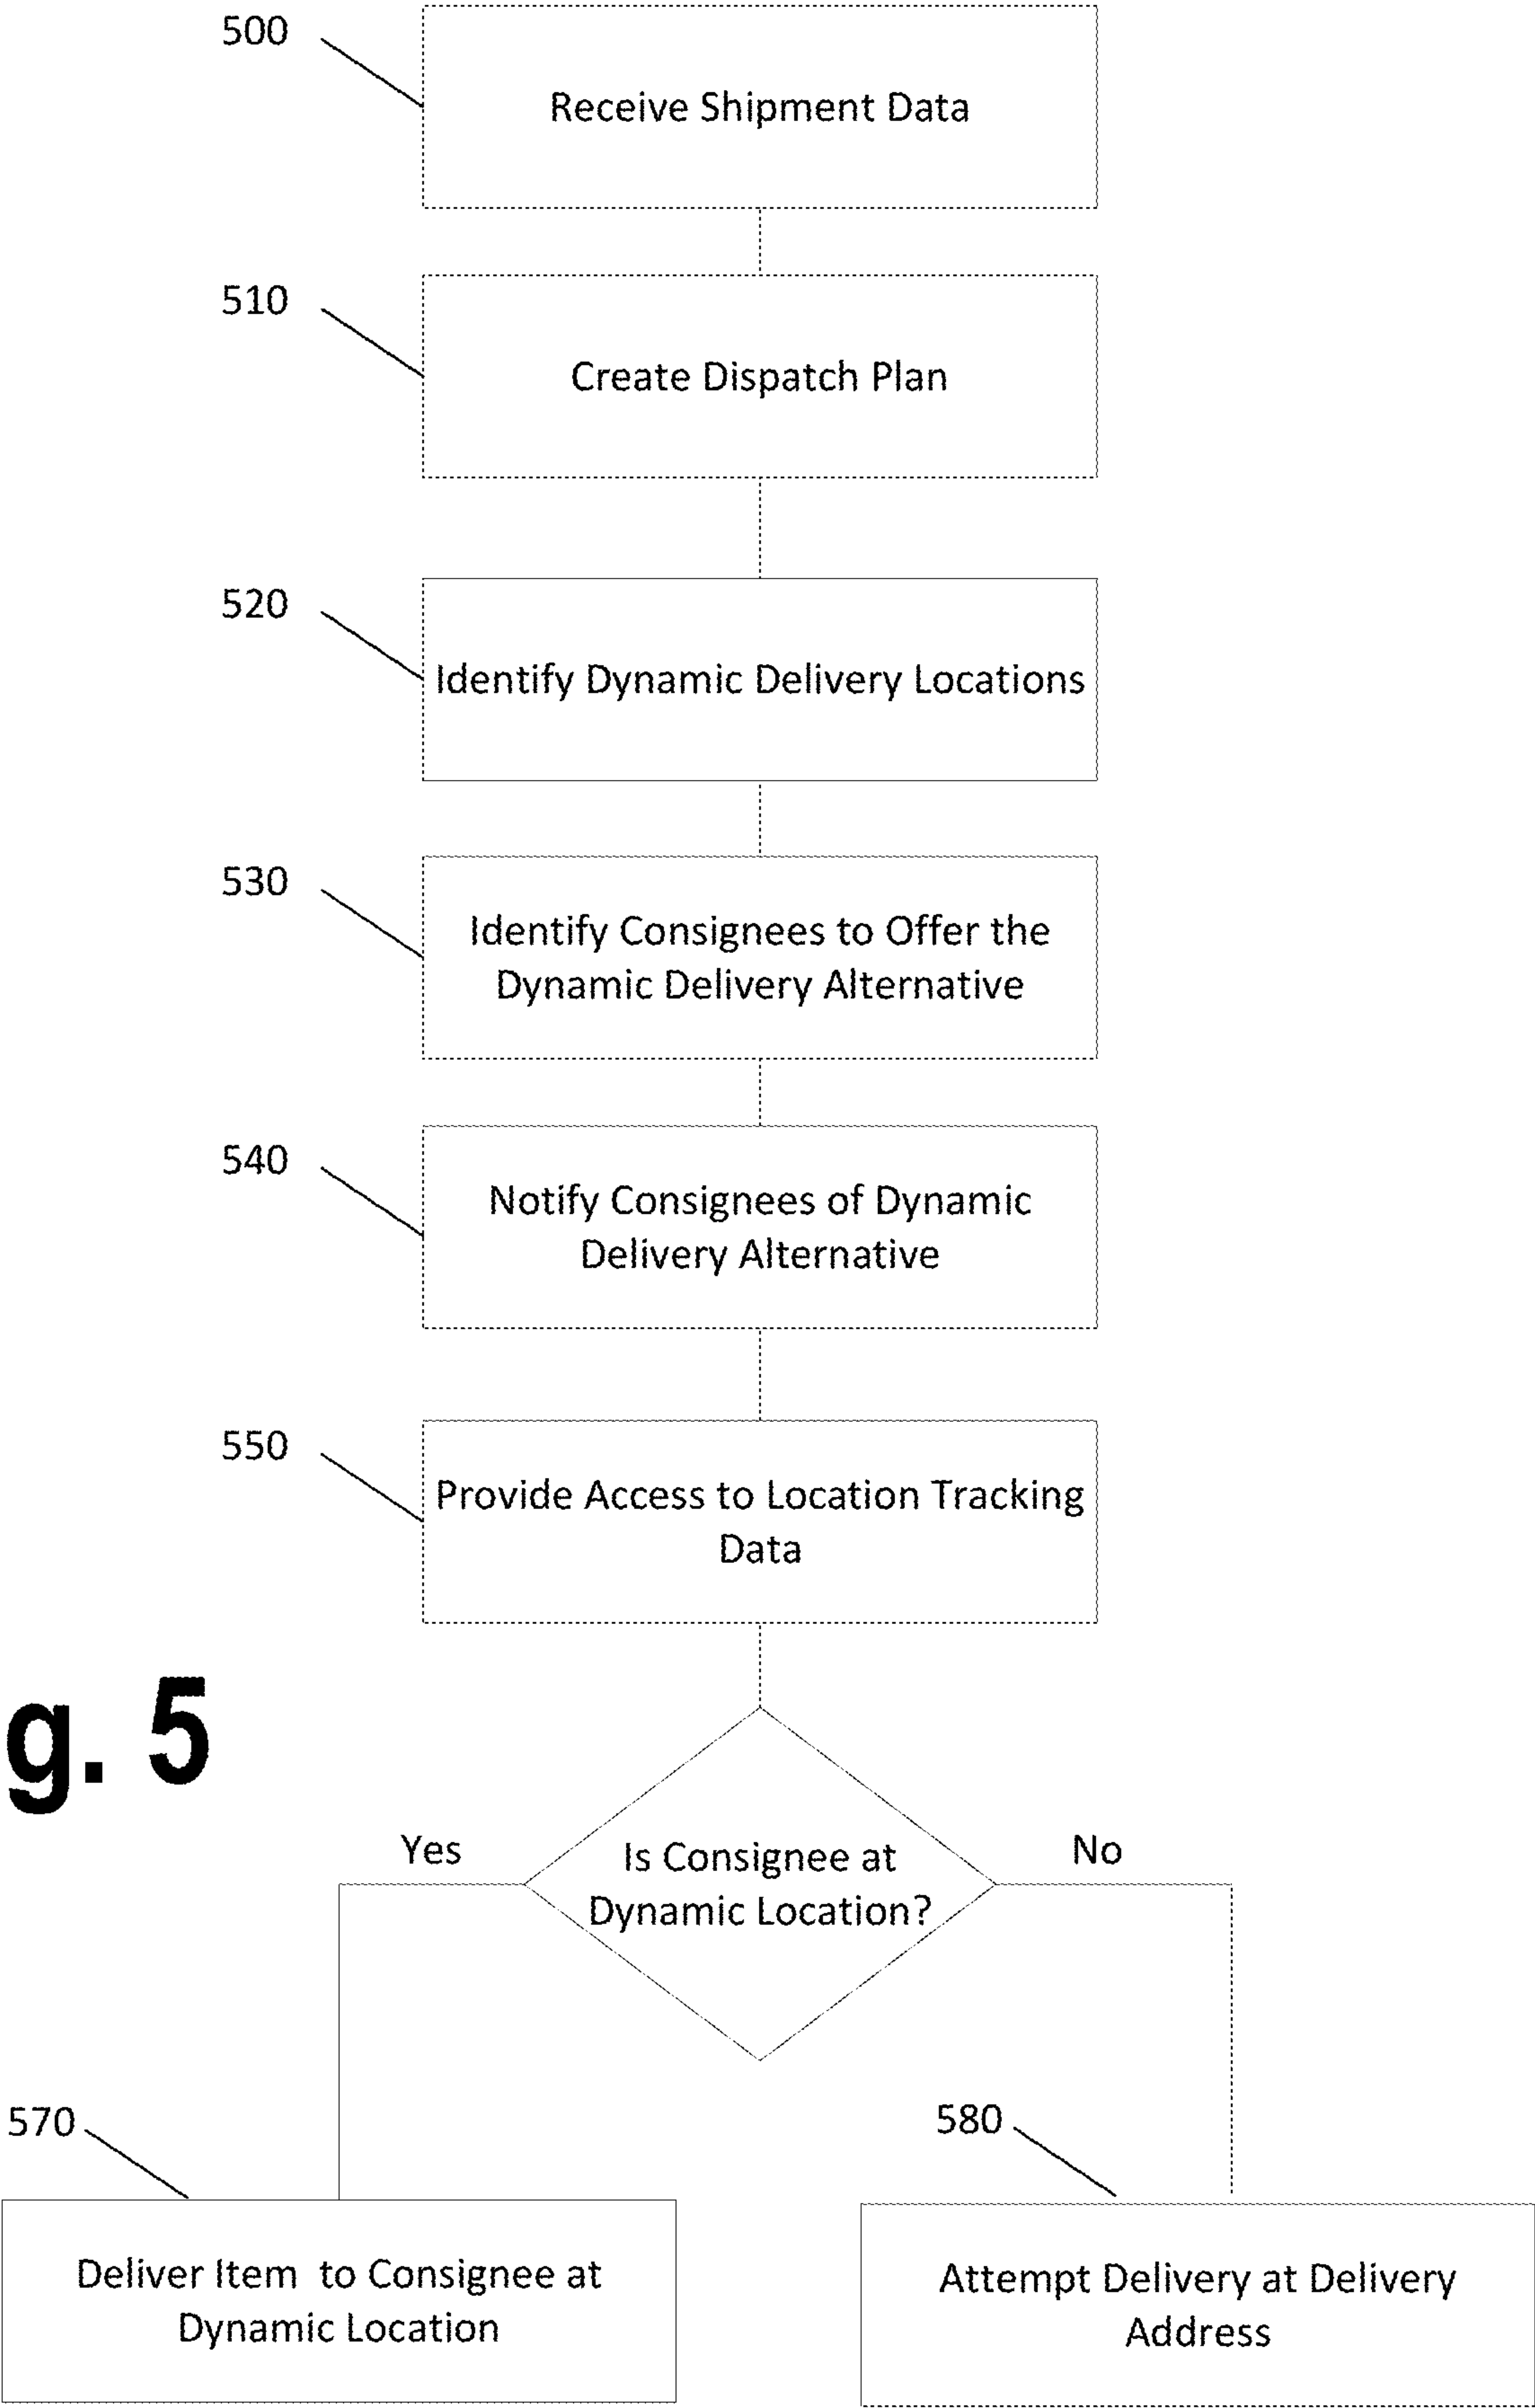 500
Receive Shipment Data
510
Create Dispatch Plan
520
Identify Dynamic Delivery Locations
530
Identify Consignees to Offer the
Dynamic Delivery Alternative
540
Notify Consignees of Dynamic
Delivery Alternative
550
Provide Access to Location Tracking
Data
g. 5
Yes
Is Consignee at
Dynamic Location?
No
570
Deliver Item to Consignee at
Dynamic Location
580
Attempt Delivery at Delivery
Address